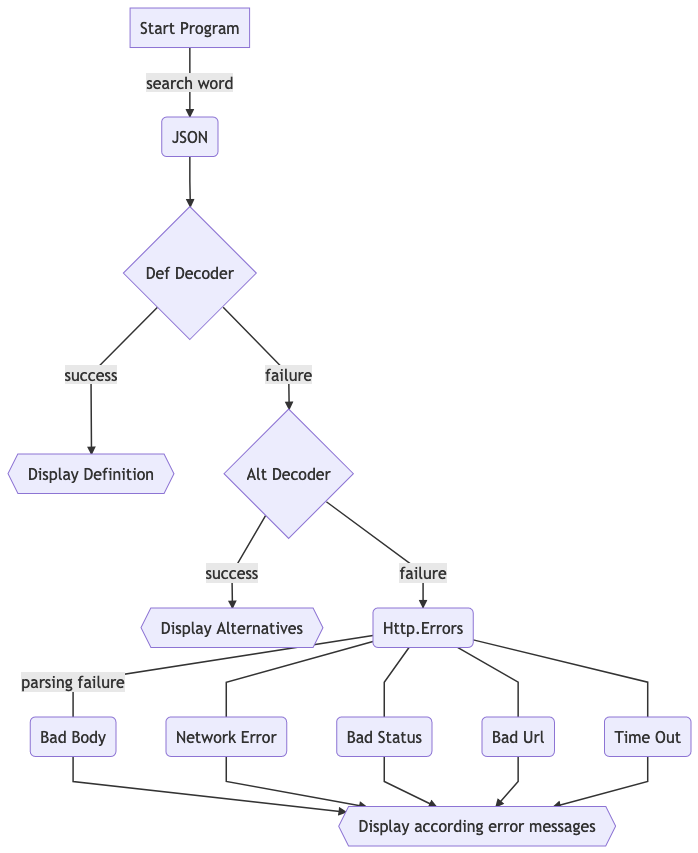 Start Program
search word
JSON
Def Decoder
success
failure
Display Definition
Alt Decoder
success
failure
Display Alternatives
Http.Errors
parsing failure
Bad Body
Network Error
Bad Status
Bad Url
Time Out
Display according error messages